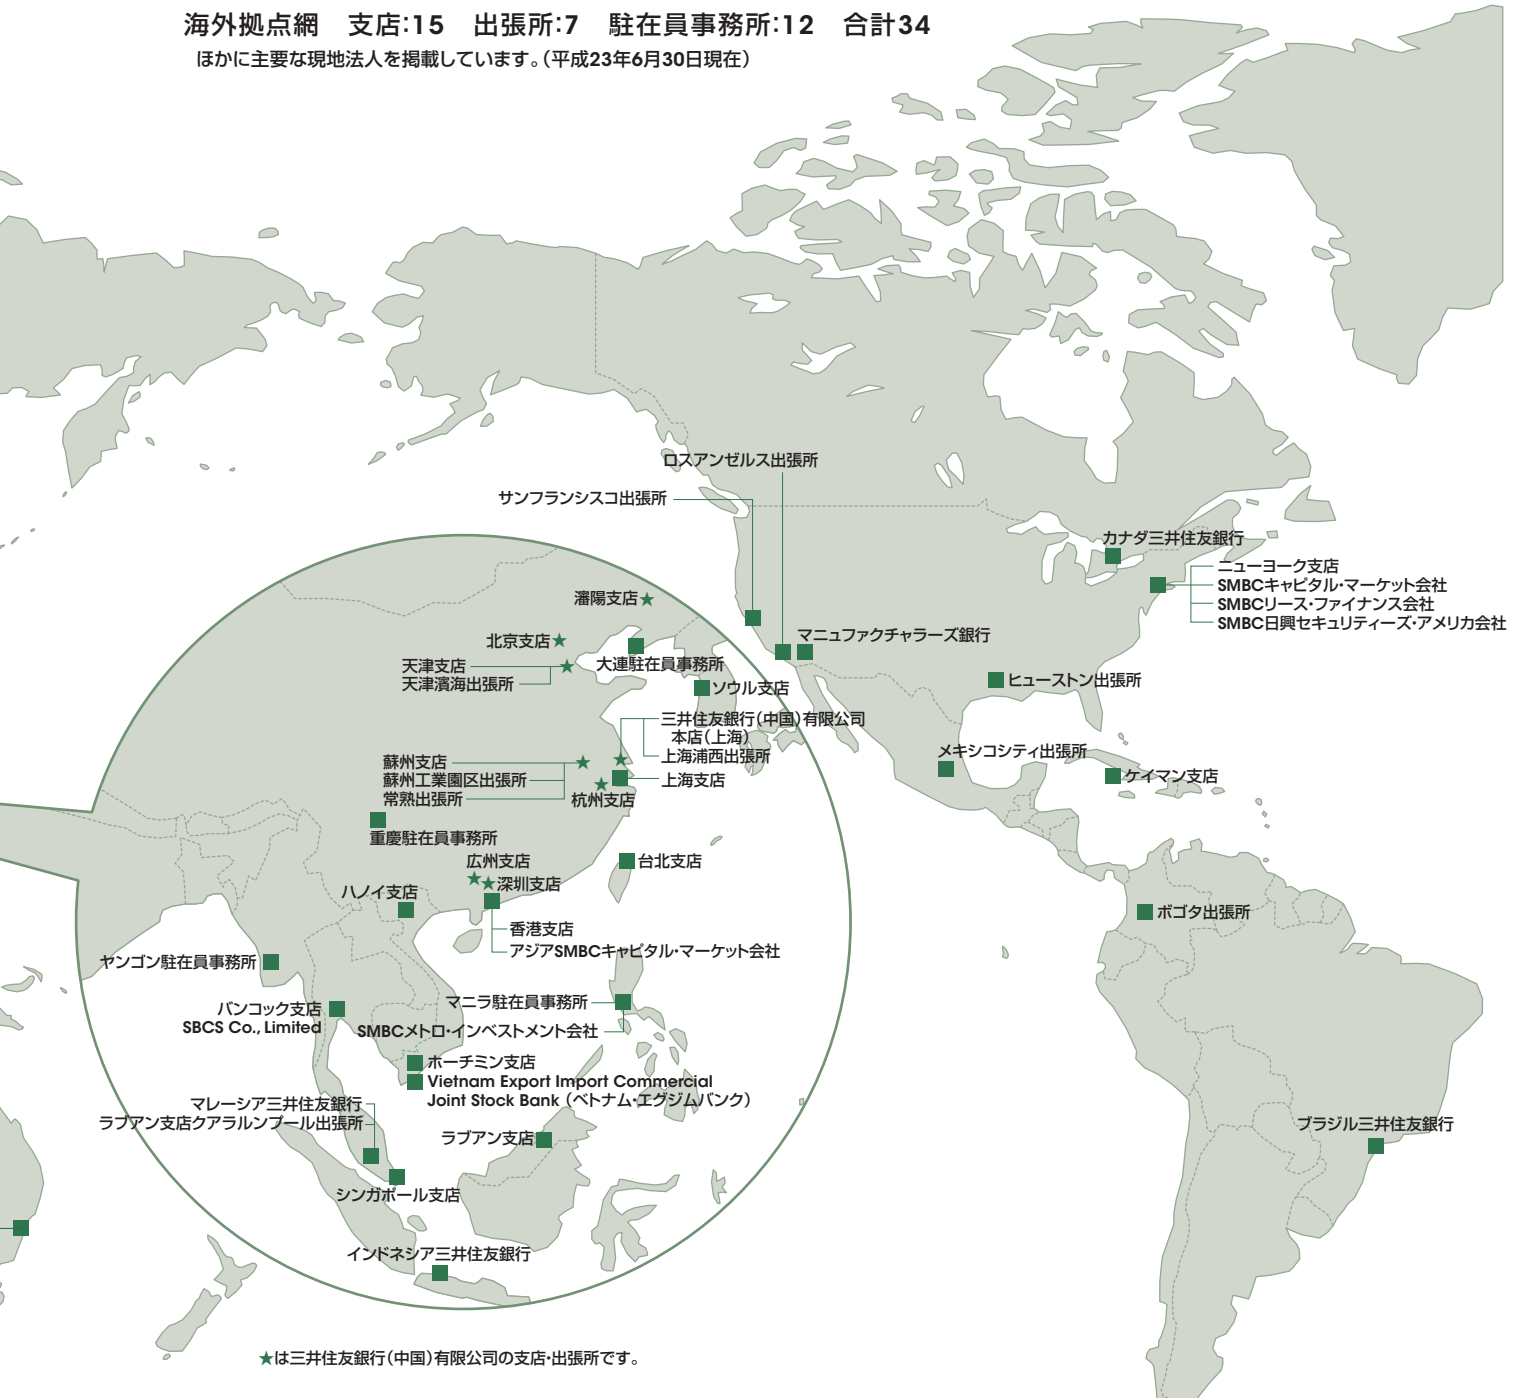 海外拠点網　支店:15　出張所:7　駐在員事務所:12　合計34
ほかに主要な現地法人を掲載しています。(平成23年6月30日現在)
ロスアンゼルス出張所
サンフランシスコ出張所
カナダ三井住友銀行
ニューヨーク支店
SMBCキャピタル・マーケット会社
SMBCリース・ファイナンス会社
SMBC日興セキュリティーズ・アメリカ会社
マニュファクチャラーズ銀行
ヒューストン出張所
メキシコシティ出張所
ケイマン支店
ボゴタ出張所
ブラジル三井住友銀行
瀋陽支店★
北京支店★
天津支店
天津濱海出張所
大連駐在員事務所
ソウル支店
三井住友銀行(中国)有限公司
本店(上海)
上海浦西出張所
上海支店
蘇州支店
蘇州工業園区出張所
常熟出張所
杭州支店
重慶駐在員事務所
広州支店
深圳支店
台北支店
ハノイ支店
香港支店
アジアSMBCキャピタル・マーケット会社
ヤンゴン駐在員事務所
バンコック支店
SBCS Co., Limited
マニラ駐在員事務所
SMBCメトロ・インベストメント会社
ホーチミン支店
Vietnam Export Import Commercial
Joint Stock Bank (ベトナム・エグジムバンク)
マレーシア三井住友銀行
ラブアン支店クアラルンプール出張所
ラブアン支店
シンガポール支店
インドネシア三井住友銀行
★は三井住友銀行(中国)有限公司の支店・出張所です。